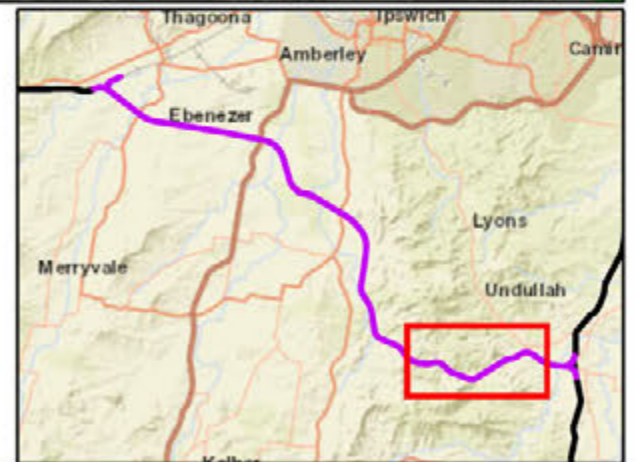 Thagoona
Ipswich
Amberley
Ebenezer
Lyons
Merryvale
Undullah